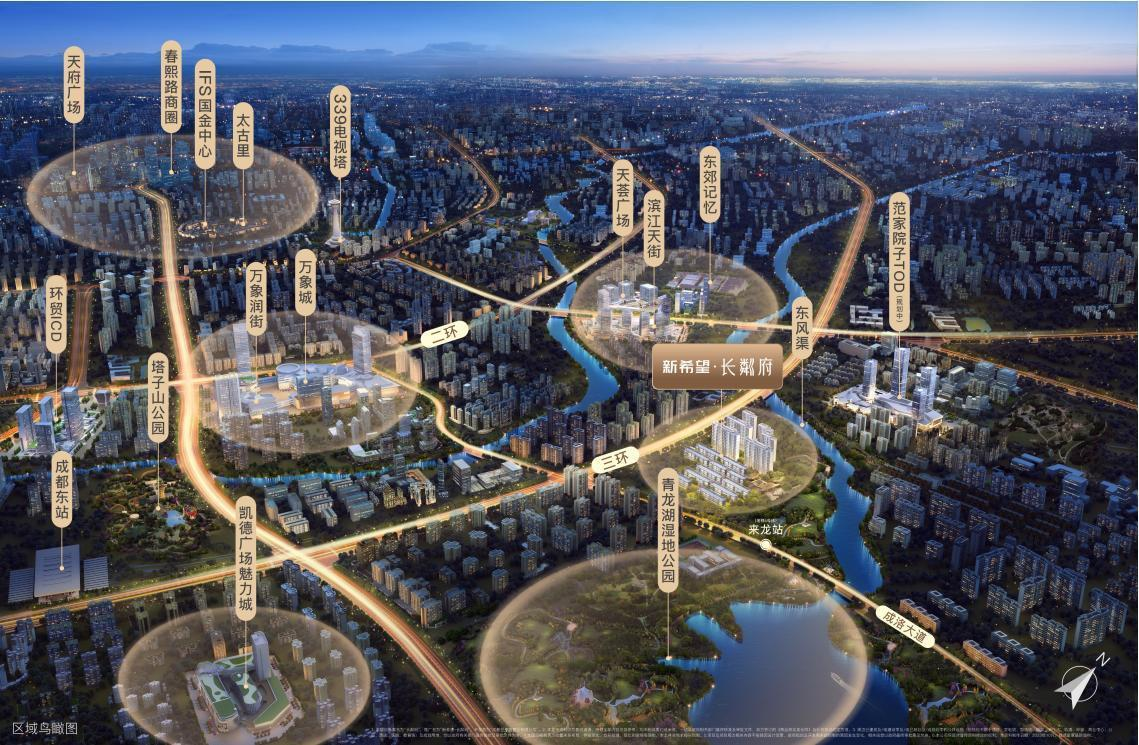 天府广场
春熙路商圈
IFS国金中心
太古里
339电视塔
天荟广场
滨江天街
东郊记忆
范家院子TOD(规划中)
环贸ICD
万象润街
万象城
二环
东风渠
新希望·长粼府
塔子山公园
三环
成都东站
凯德广场魅力城
青龙湖湿地公园
来龙站
成洛大道
N
区域鸟瞰图